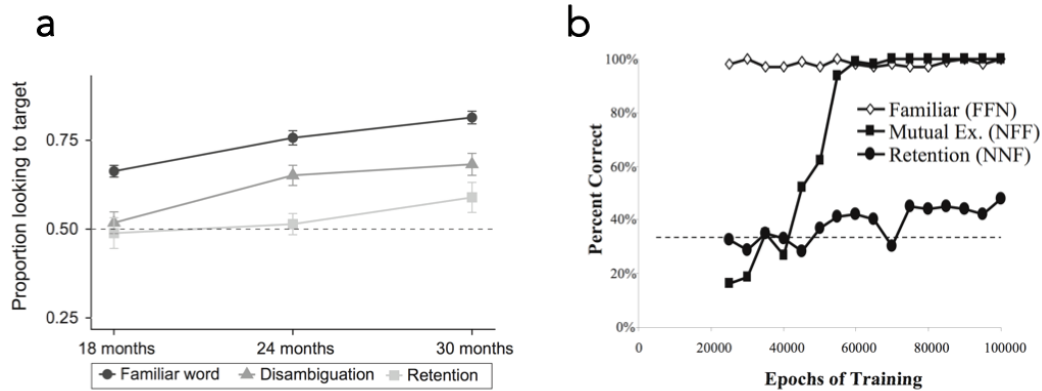 a
Proportion looking to target
0.75
0.50
0.25
18 months 24 months 30 months
Familiar word Disambiguation Retention
b
Percent Correct
100%
80%
60%
40%
20%
0%
Familiar (FFN)
Mutual Ex. (NFF)
Retention (NNF)
0 20000 40000 60000 80000 100000
Epochs of Training